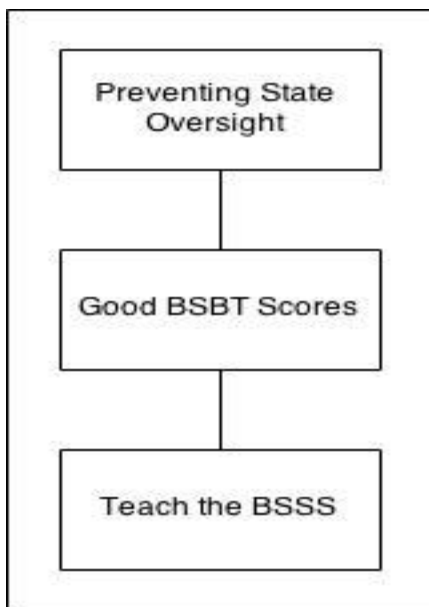 Preventing State
Oversight
Good BSBT Scores
Teach the BSSS